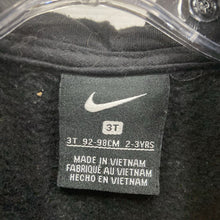 3T
3T 92-98CM 2-3YRS
MADE IN VIETNAM
FABRIQUÉ AU VIETNAM
HECHO EN VIETNAM